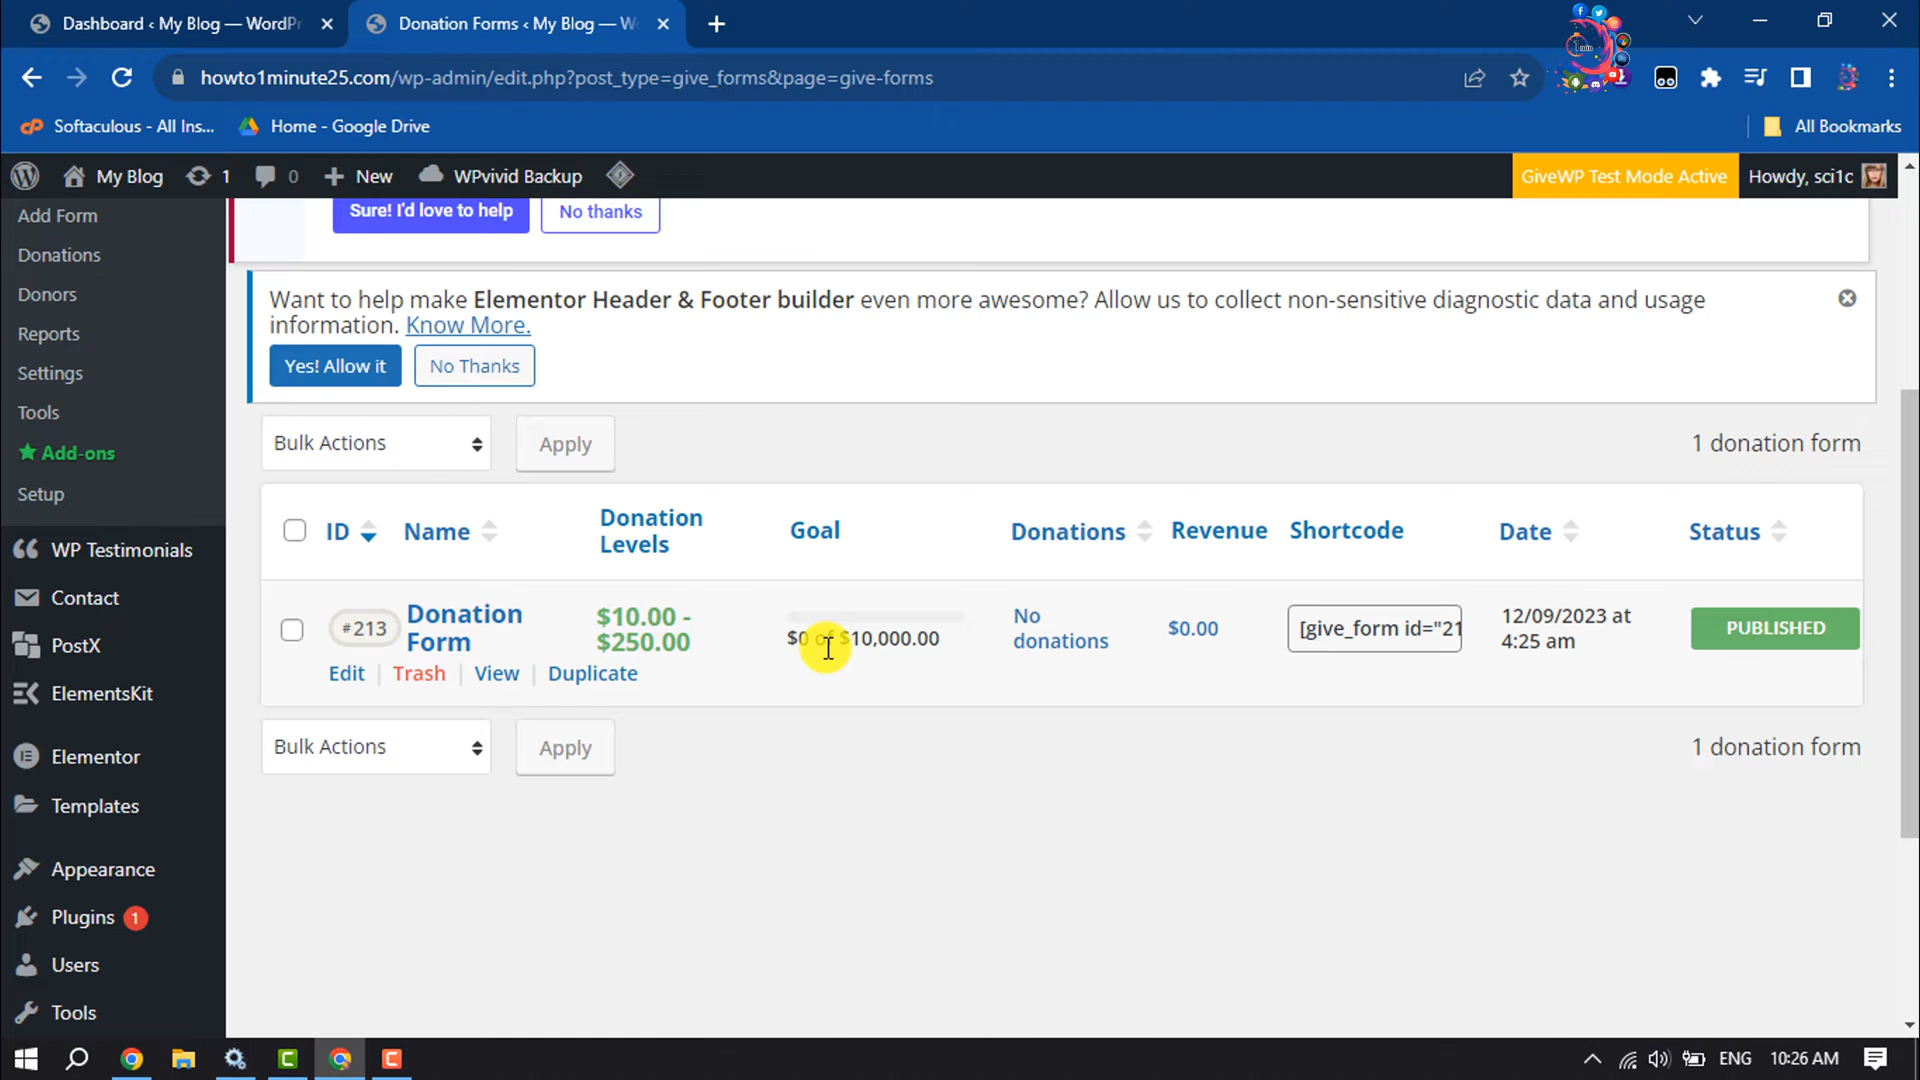 Dashboard ‹ My Blog — WordPr
Donation Forms ‹ My Blog — Wo
howto1minute25.com/wp-admin/edit.php?post_type=give_forms&page=give-forms
Softaculous - All Ins...
Home - Google Drive
All Bookmarks
My Blog
1
0
New
WPvivid Backup
GiveWP Test Mode Active
Howdy, sci1c
Add Form
Donations
Donors
Reports
Settings
Tools
Add-ons
Setup
WP Testimonials
Contact
PostX
ElementsKit
Elementor
Templates
Appearance
Plugins 1
Users
Tools
Sure! I'd love to help
No thanks
Want to help make Elementor Header & Footer builder even more awesome? Allow us to collect non-sensitive diagnostic data and usage
information. Know More.
Yes! Allow it
No Thanks
Bulk Actions
Apply
1 donation form
ID
Name
Donation
Levels
Goal
Donations
Revenue
Shortcode
Date
Status
#213
Donation
Form
$10.00 -
$250.00
$0 of $10,000.00
No
donations
$0.00
[give_form id="21
12/09/2023 at
4:25 am
PUBLISHED
Edit | Trash | View | Duplicate
Bulk Actions
Apply
1 donation form
ENG
10:26 AM